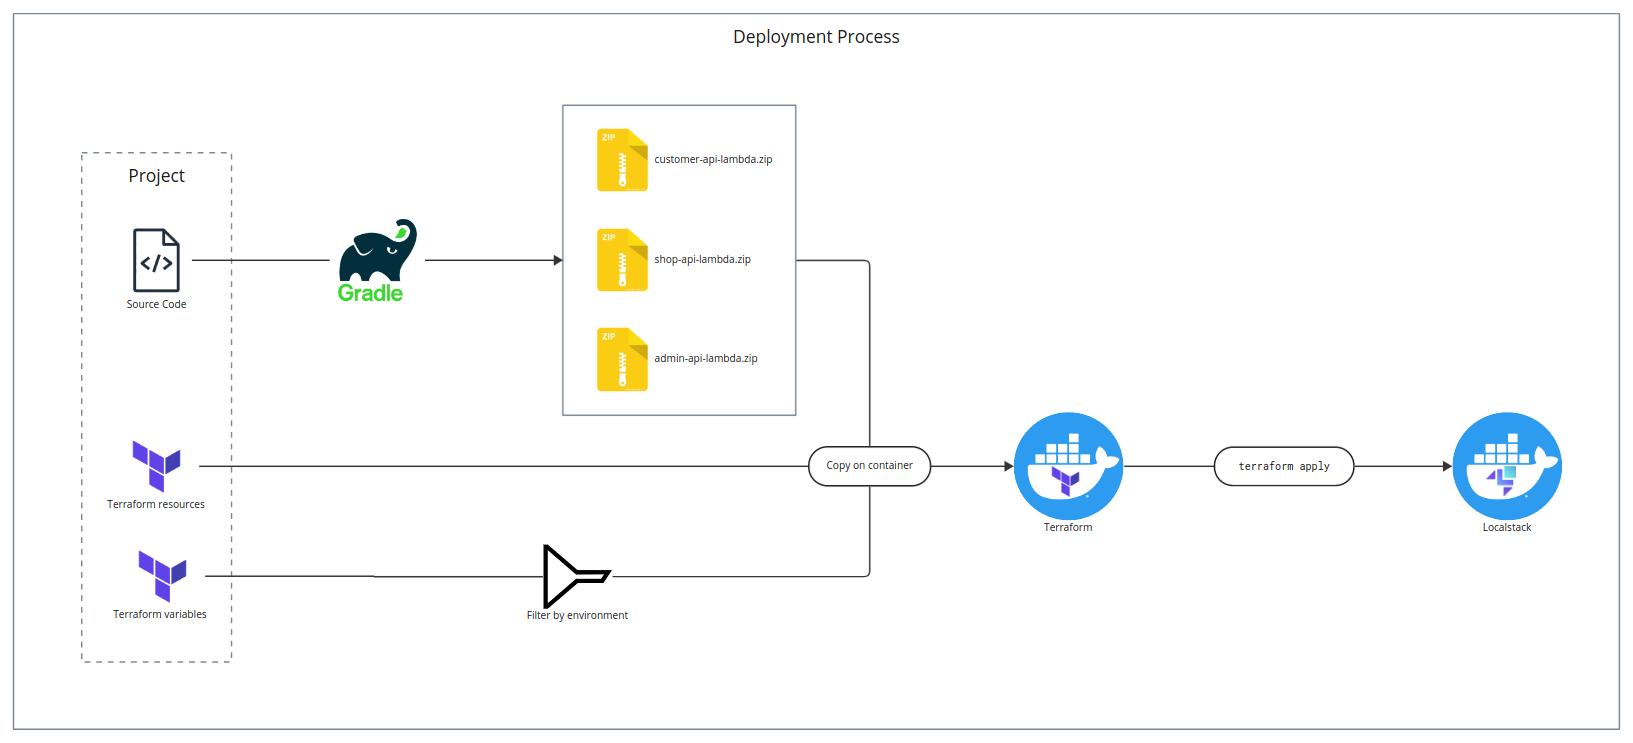 Deployment Process
Project
Source Code
Gradle
ZIP
customer-api-lambda.zip
ZIP
shop-api-lambda.zip
ZIP
admin-api-lambda.zip
Terraform resources
Copy on container
Terraform
terraform apply
Localstack
Terraform variables
Filter by environment